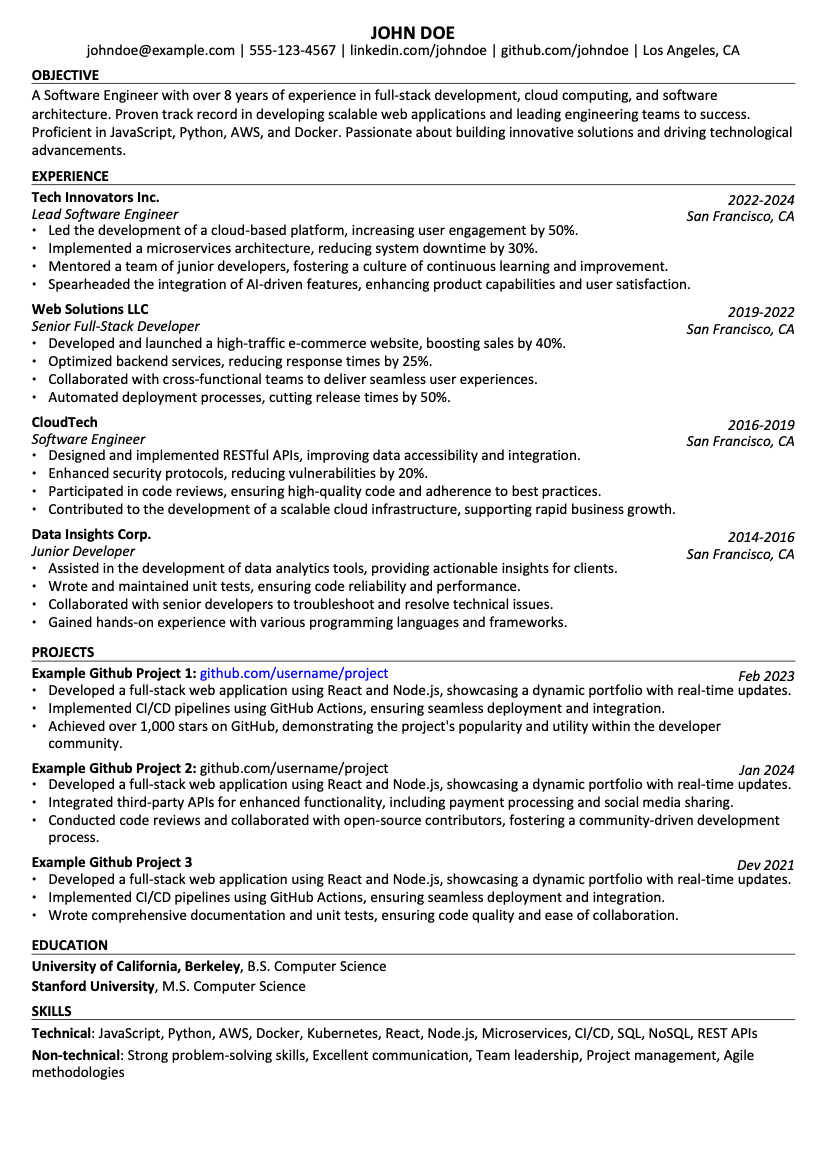 JOHN DOE
johndoe@example.com | 555-123-4567 | linkedin.com/johndoe | github.com/johndoe | Los Angeles, CA
OBJECTIVE
A Software Engineer with over 8 years of experience in full-stack development, cloud computing, and software
architecture. Proven track record in developing scalable web applications and leading engineering teams to success.
Proficient in JavaScript, Python, AWS, and Docker. Passionate about building innovative solutions and driving technological
advancements.
EXPERIENCE
Tech Innovators Inc. 2022-2024
Lead Software Engineer San Francisco, CA
• Led the development of a cloud-based platform, increasing user engagement by 50%.
• Implemented a microservices architecture, reducing system downtime by 30%.
• Mentored a team of junior developers, fostering a culture of continuous learning and improvement.
• Spearheaded the integration of AI-driven features, enhancing product capabilities and user satisfaction.
Web Solutions LLC 2019-2022
Senior Full-Stack Developer San Francisco, CA
• Developed and launched a high-traffic e-commerce website, boosting sales by 40%.
• Optimized backend services, reducing response times by 25%.
• Collaborated with cross-functional teams to deliver seamless user experiences.
• Automated deployment processes, cutting release times by 50%.
CloudTech 2016-2019
Software Engineer San Francisco, CA
• Designed and implemented RESTful APIs, improving data accessibility and integration.
• Enhanced security protocols, reducing vulnerabilities by 20%.
• Participated in code reviews, ensuring high-quality code and adherence to best practices.
• Contributed to the development of a scalable cloud infrastructure, supporting rapid business growth.
Data Insights Corp. 2014-2016
Junior Developer San Francisco, CA
• Assisted in the development of data analytics tools, providing actionable insights for clients.
• Wrote and maintained unit tests, ensuring code reliability and performance.
• Collaborated with senior developers to troubleshoot and resolve technical issues.
• Gained hands-on experience with various programming languages and frameworks.
PROJECTS
Example Github Project 1: github.com/username/project Feb 2023
• Developed a full-stack web application using React and Node.js, showcasing a dynamic portfolio with real-time updates.
• Implemented CI/CD pipelines using GitHub Actions, ensuring seamless deployment and integration.
• Achieved over 1,000 stars on GitHub, demonstrating the project's popularity and utility within the developer
community.
Example Github Project 2: github.com/username/project Jan 2024
• Developed a full-stack web application using React and Node.js, showcasing a dynamic portfolio with real-time updates.
• Integrated third-party APIs for enhanced functionality, including payment processing and social media sharing.
• Conducted code reviews and collaborated with open-source contributors, fostering a community-driven development
process.
Example Github Project 3 Dev 2021
• Developed a full-stack web application using React and Node.js, showcasing a dynamic portfolio with real-time updates.
• Implemented CI/CD pipelines using GitHub Actions, ensuring seamless deployment and integration.
• Wrote comprehensive documentation and unit tests, ensuring code quality and ease of collaboration.
EDUCATION
University of California, Berkeley, B.S. Computer Science
Stanford University, M.S. Computer Science
SKILLS
Technical: JavaScript, Python, AWS, Docker, Kubernetes, React, Node.js, Microservices, CI/CD, SQL, NoSQL, REST APIs
Non-technical: Strong problem-solving skills, Excellent communication, Team leadership, Project management, Agile
methodologies